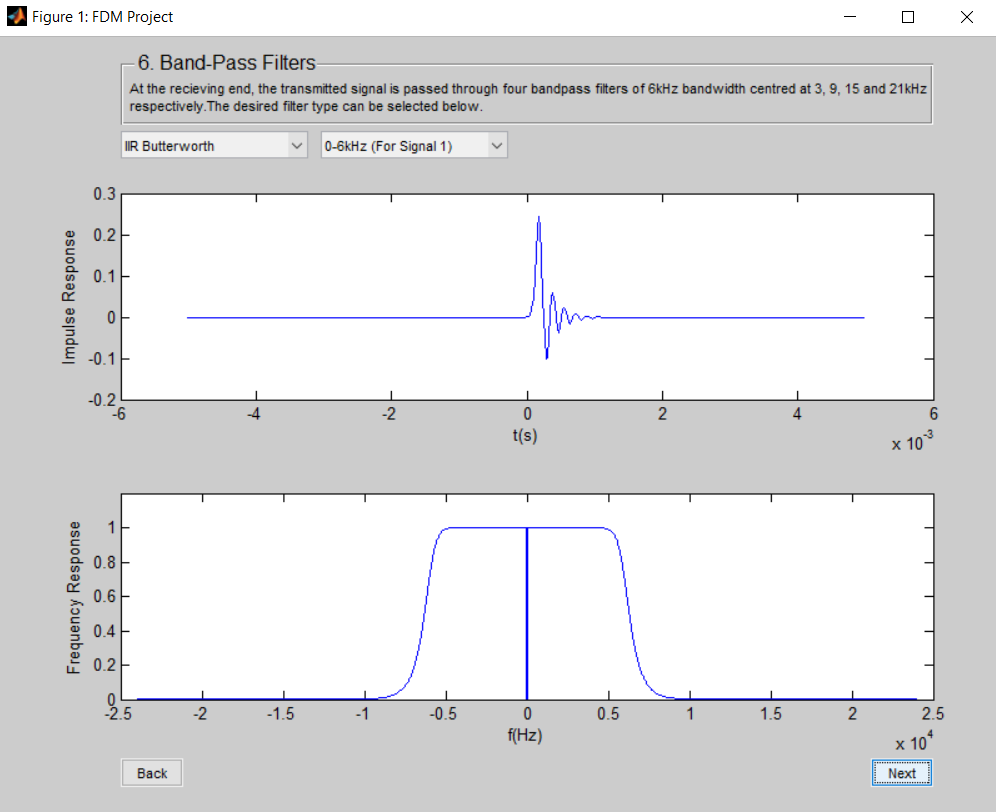 Figure 1: FDM Project
6. Band-Pass Filters
At the recieving end, the transmitted signal is passed through four bandpass filters of 6kHz bandwidth centred at 3, 9, 15 and 21kHz
respectively.The desired filter type can be selected below.
IIR Butterworth
0-6kHz (For Signal 1)
0.3
0.2
0.1
0
-0.1
-0.2
Impulse Response
-6 -4 -2 0 2 4 6
t(s)
x 10-3
1
0.8
0.6
0.4
0.2
0
Frequency Response
-2.5 -2 -1.5 -1 -0.5 0 0.5 1 1.5 2 2.5
f(Hz)
x 104
Back
Next